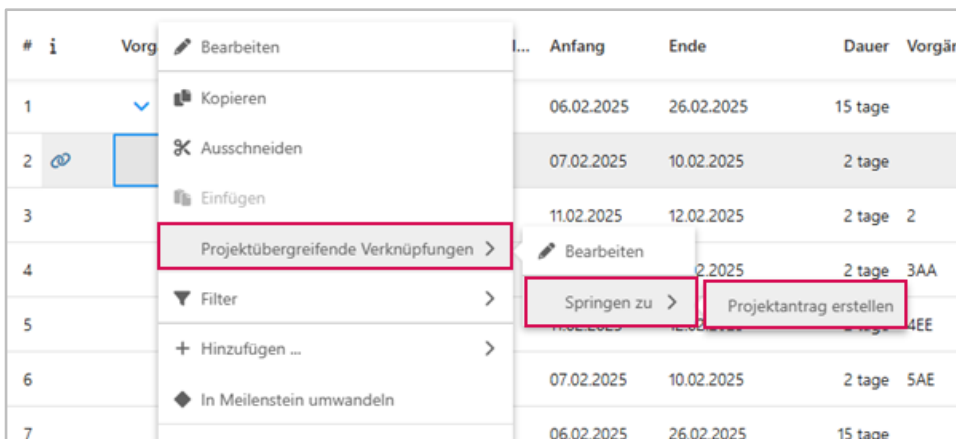 # i Vorg Bearbeiten I... Anfang Ende Dauer Vorgär
1 Kopieren 06.02.2025 26.02.2025 15 tage
Ausschneiden
2 07.02.2025 10.02.2025 2 tage
Einfügen
3 11.02.2025 12.02.2025 2 tage 2
Projektübergreifende Verknüpfungen Bearbeiten
4 2.2025 2 tage 3AA
Filter Springen zu Projektantrag erstellen
5 4EE
+ Hinzufügen ...
6 07.02.2025 10.02.2025 2 tage 5AE
In Meilenstein umwandeln
7 06.02.2025 26.02.2025 15 tage